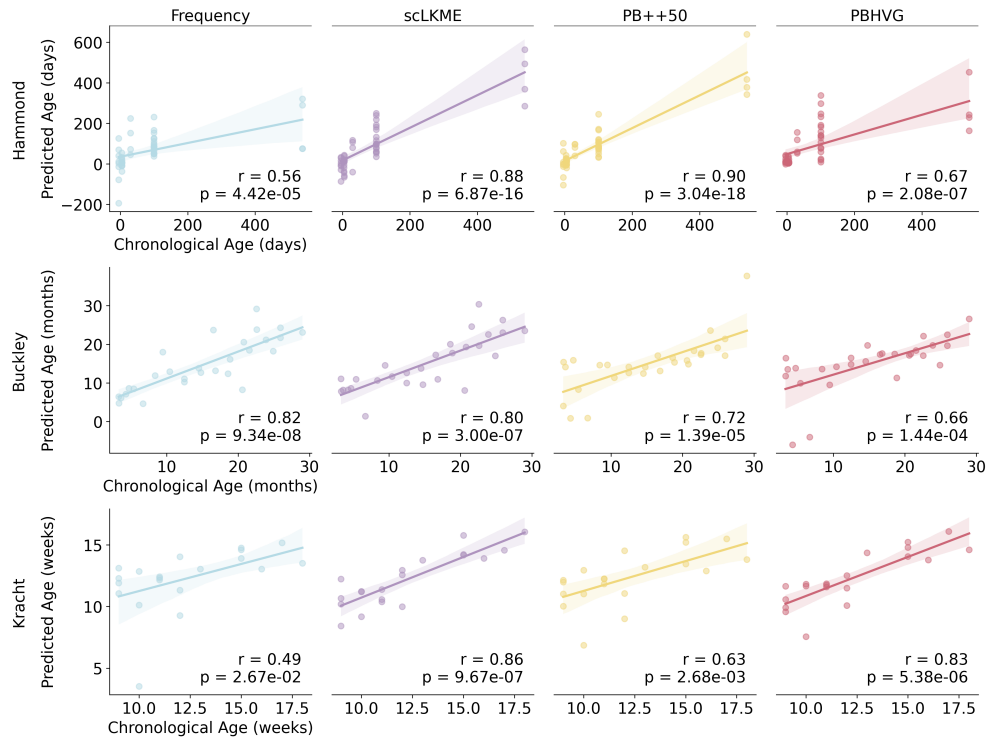 Frequency
scLKME
PB++50
PBHVG
Hammond
Predicted Age (days)
600
400
200
0
−200
r = 0.56
p = 4.42e-05
r = 0.88
p = 6.87e-16
r = 0.90
p = 3.04e-18
r = 0.67
p = 2.08e-07
0 200 400
0 200 400
0 200 400
0 200 400
Chronological Age (days)
Buckley
Predicted Age (months)
30
20
10
0
r = 0.82
p = 9.34e-08
r = 0.80
p = 3.00e-07
r = 0.72
p = 1.39e-05
r = 0.66
p = 1.44e-04
10 20 30
10 20 30
10 20 30
10 20 30
Chronological Age (months)
Kracht
Predicted Age (weeks)
15
10
5
r = 0.49
p = 2.67e-02
r = 0.86
p = 9.67e-07
r = 0.63
p = 2.68e-03
r = 0.83
p = 5.38e-06
10.0 12.5 15.0 17.5
10.0 12.5 15.0 17.5
10.0 12.5 15.0 17.5
10.0 12.5 15.0 17.5
Chronological Age (weeks)